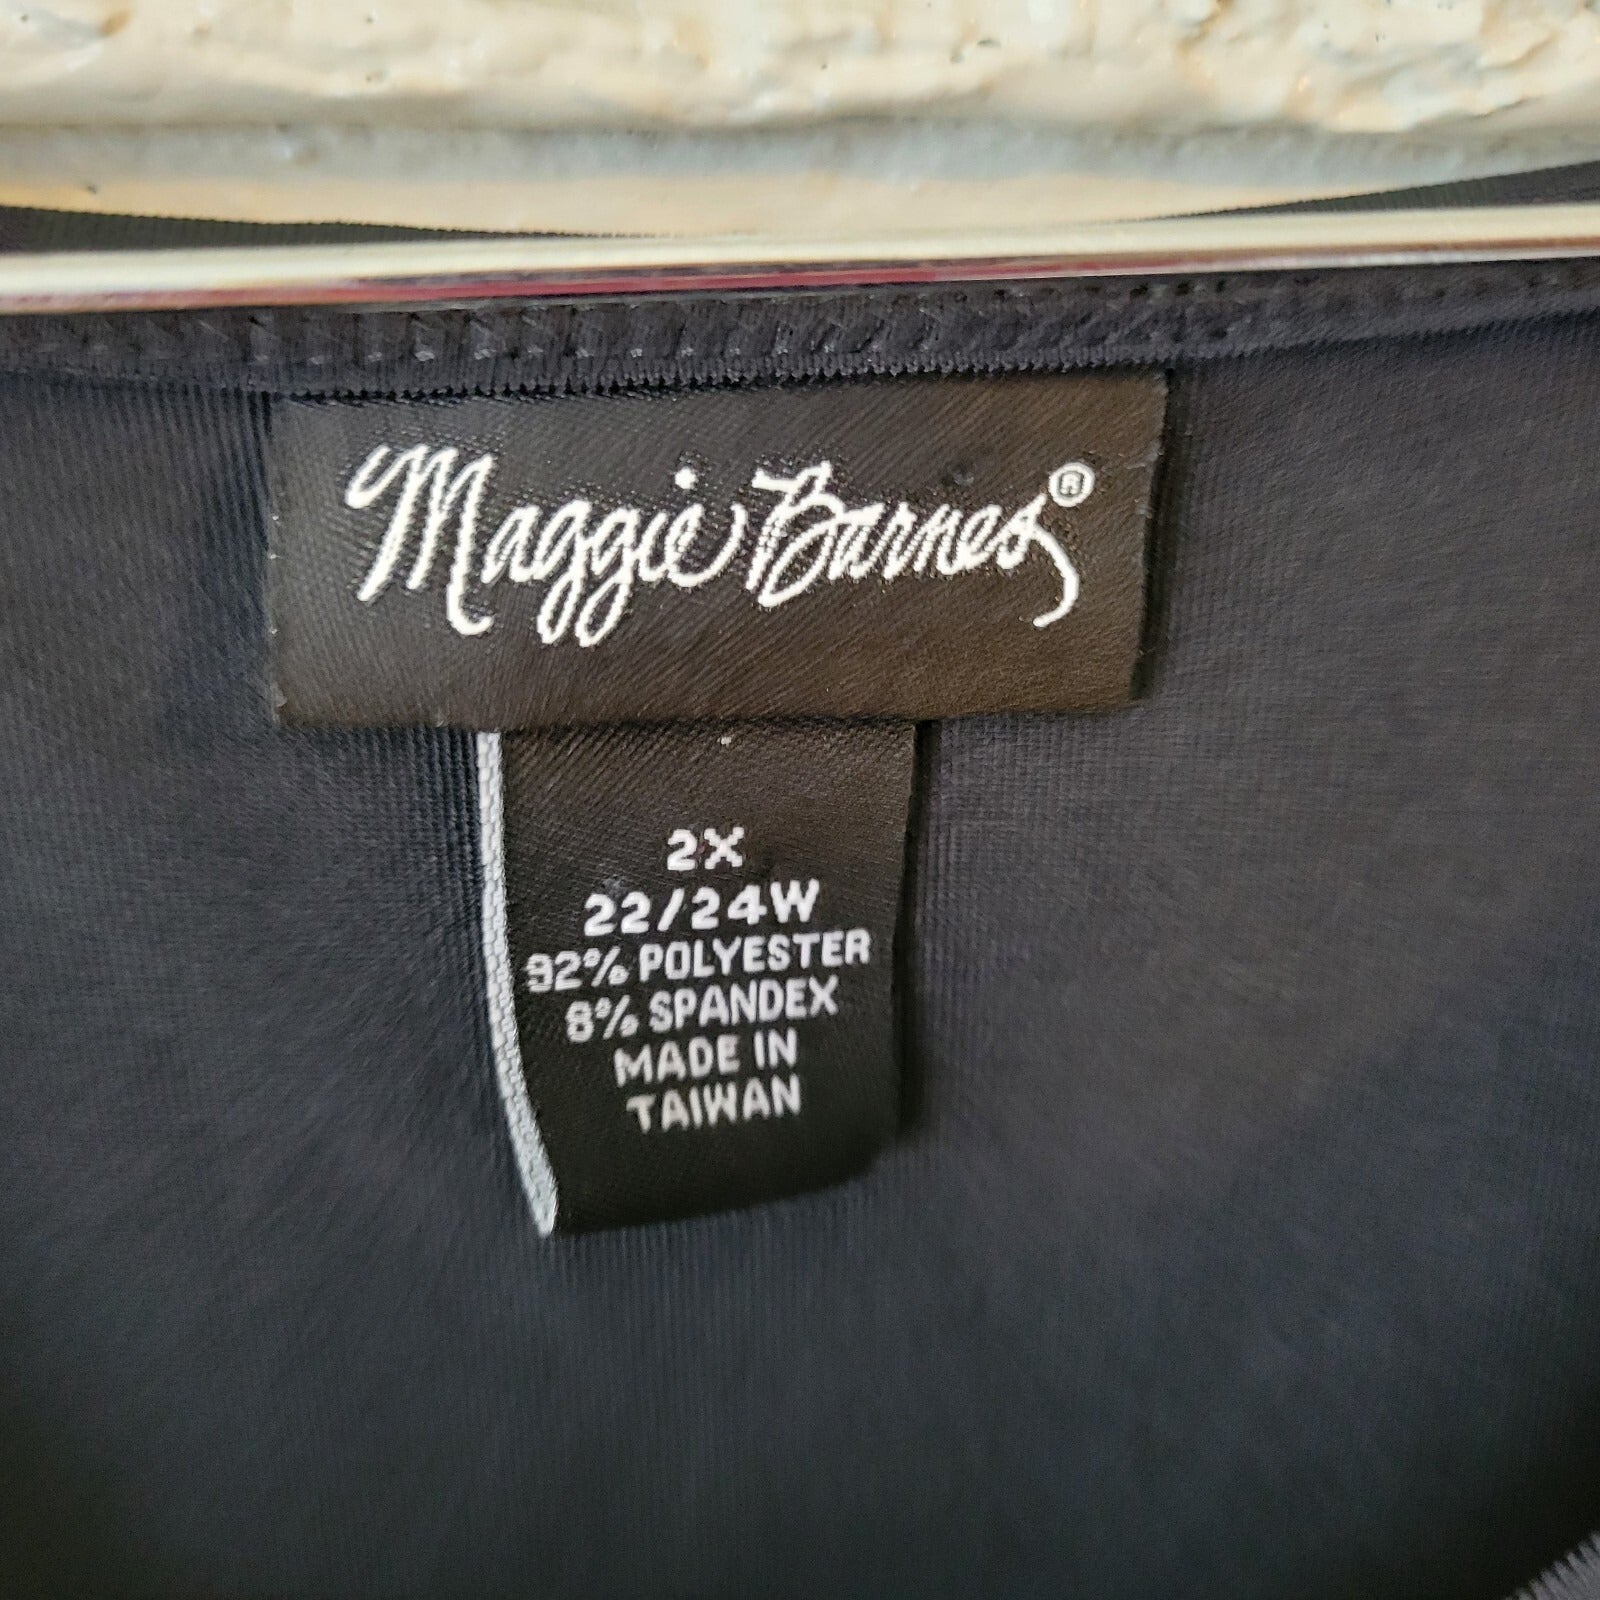 Maggie Barnes®
2X
22/24W
92% POLYESTER
8% SPANDEX
MADE IN
TAIWAN